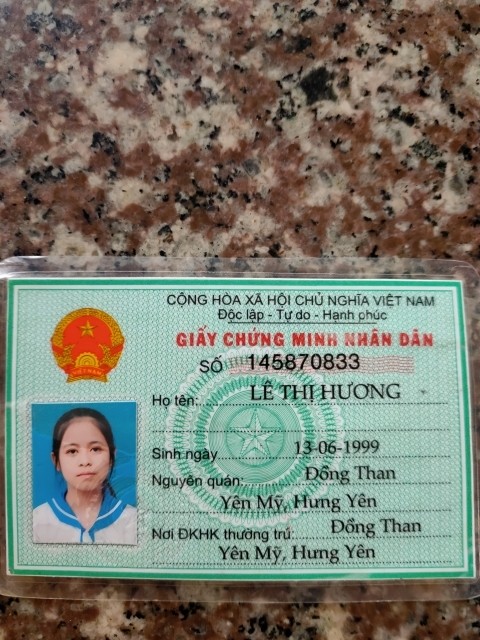 CỘNG HÒA XÃ HỘI CHỦ NGHĨA VIỆT NAM
Độc lập - Tự do - Hạnh phúc
GIẤY CHỨNG MINH NHÂN DÂN
SỐ 145870833
Họ tên: LÊ THỊ HƯƠNG
Sinh ngày 13-06-1999
Nguyên quán: Đồng Than
Yên Mỹ, Hưng Yên
Nơi ĐKHK thường trú: Đồng Than
Yên Mỹ, Hưng Yên
VIỆT NAM